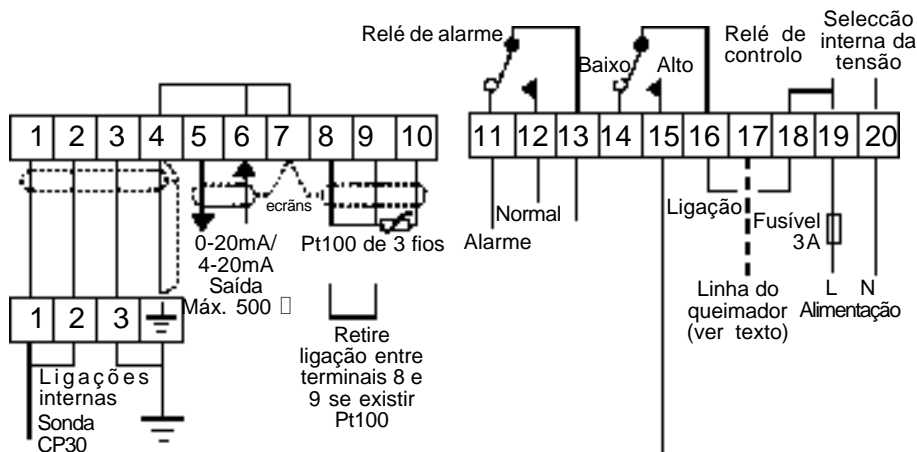 Relé de alarme
Baixo
Alto
Relé de
controlo
Selecção
interna da
tensão
1 2 3 4 5 6 7 8 9 10
11 12 13 14 15 16 17 18 19 20
ecrãns
0-20mA/
4-20mA
Saída
Máx. 500 
Pt100 de 3 fios
Normal
Alarme
Ligação
Fusível
3A
Linha do
queimador
(ver texto)
L N
Alimentação
1 2 3
Retire
ligação entre
terminais 8 e
9 se existir
Pt100
Ligações
internas
Sonda
CP30